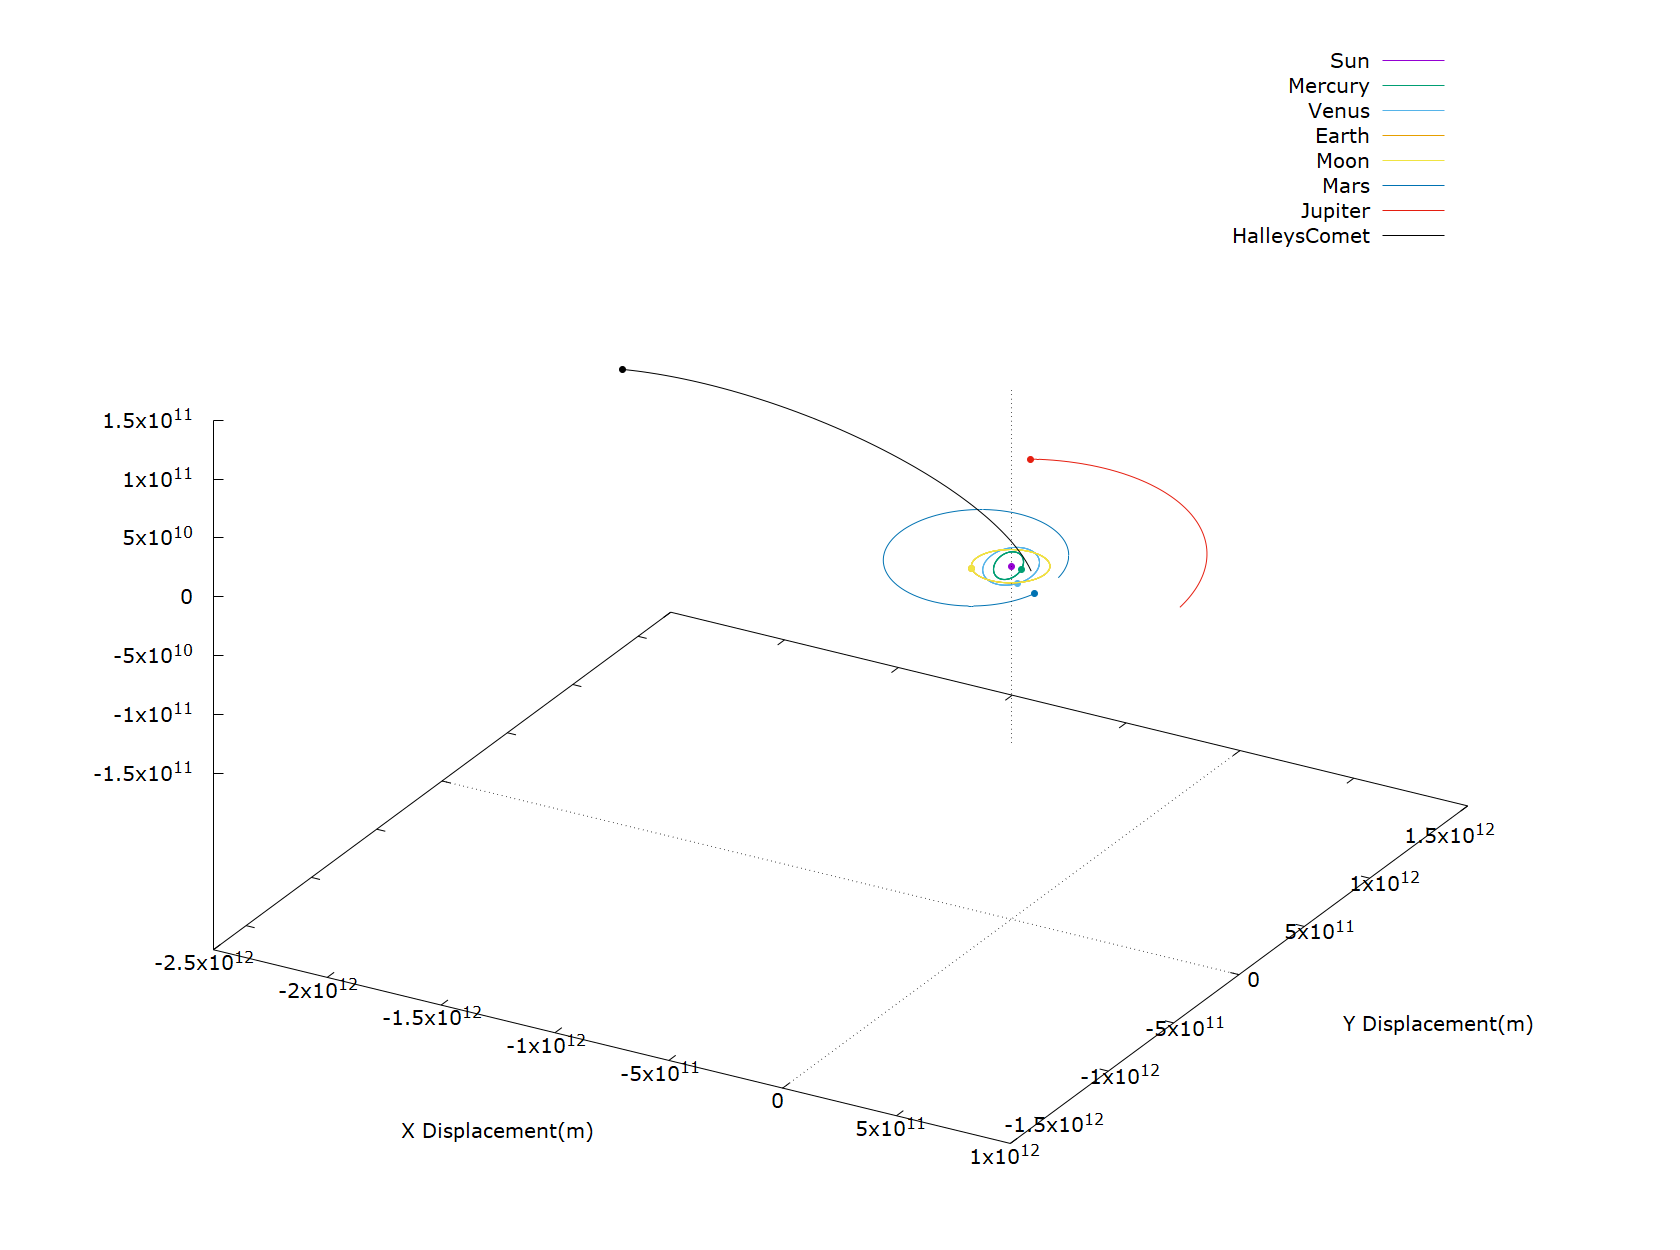 Sun
Mercury
Venus
Earth
Moon
Mars
Jupiter
HalleysComet
1.5x10^11
1x10^11
5x10^10
0
-5x10^10
-1x10^11
-1.5x10^11
-2.5x10^12
-2x10^12
-1.5x10^12
-1x10^12
-5x10^11
0
5x10^11
1x10^12
X Displacement(m)
1.5x10^12
1x10^12
5x10^11
0
-5x10^11
-1x10^12
-1.5x10^12
Y Displacement(m)